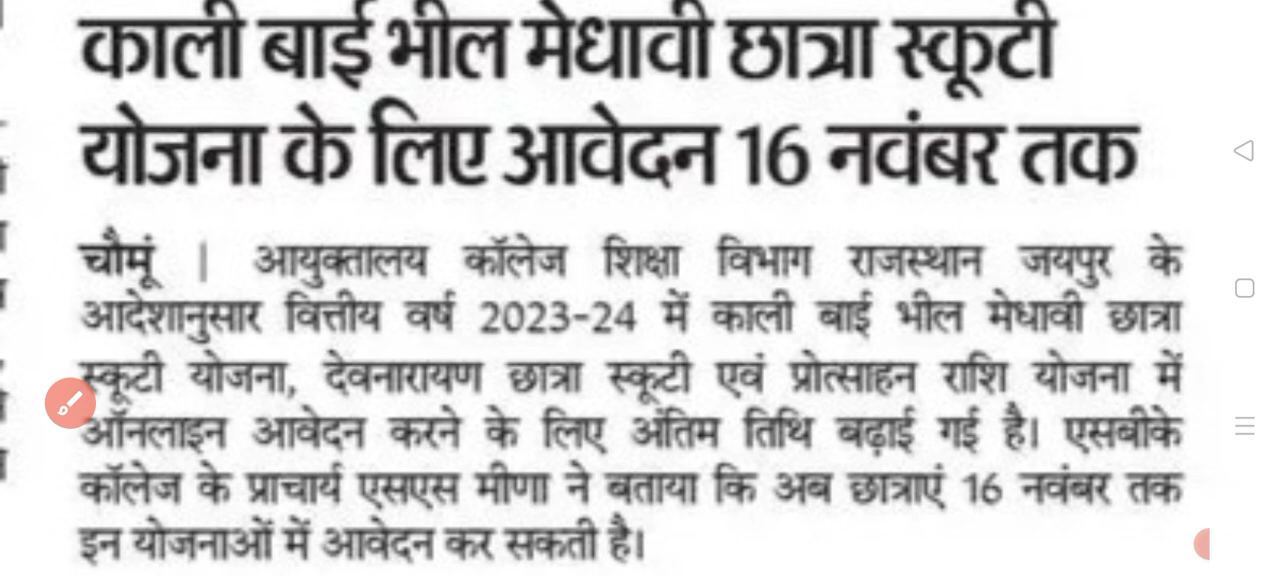 काली बाई भील मेधावी छात्रा स्कूटी
योजना के लिए आवेदन 16 नवंबर तक
चौमूं | आयुक्तालय कॉलेज शिक्षा विभाग राजस्थान जयपुर के
आदेशानुसार वित्तीय वर्ष 2023-24 में काली बाई भील मेधावी छात्रा
स्कूटी योजना, देवनारायण छात्रा स्कूटी एवं प्रोत्साहन राशि योजना में
ऑनलाइन आवेदन करने के लिए अंतिम तिथि बढ़ाई गई है। एसबीके
कॉलेज के प्राचार्य एसएस मीणा ने बताया कि अब छात्राएं 16 नवंबर तक
इन योजनाओं में आवेदन कर सकती है।